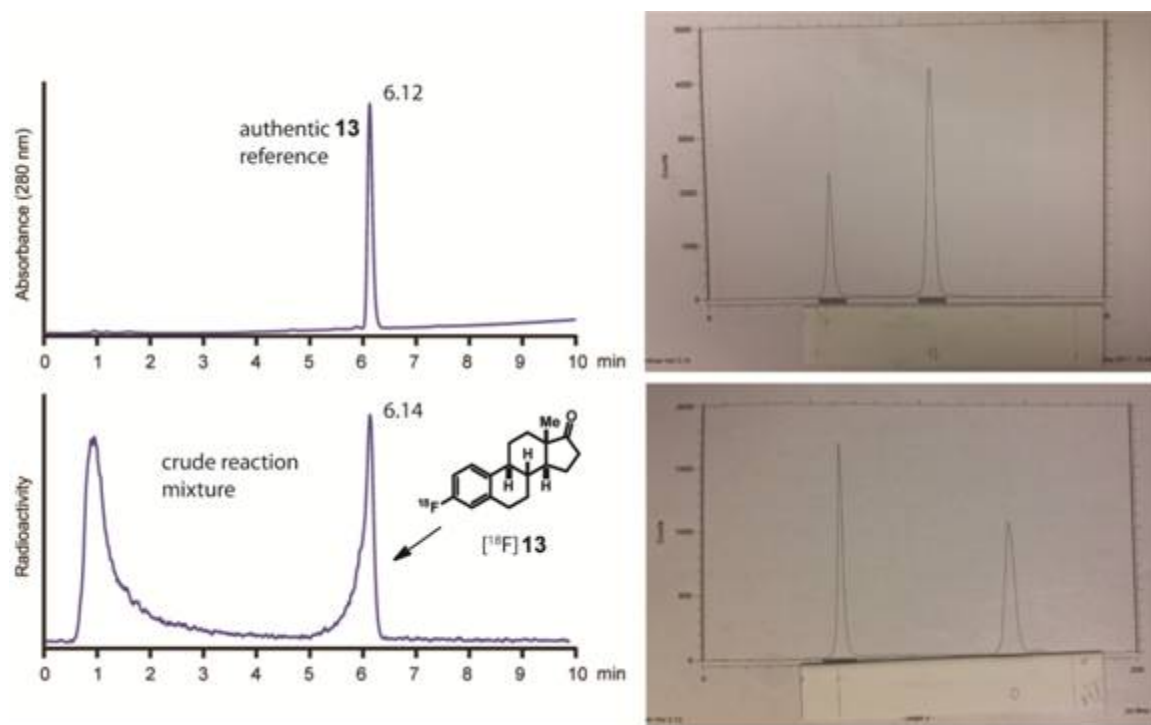 Absorbance (280 nm)
authentic 13
reference
6.12
0 1 2 3 4 5 6 7 8 9 10 min
Radioactivity
crude reaction
mixture
6.14
Me
O
H
H
H
18F
[18F] 13
0 1 2 3 4 5 6 7 8 9 10 min
Counts
Counts